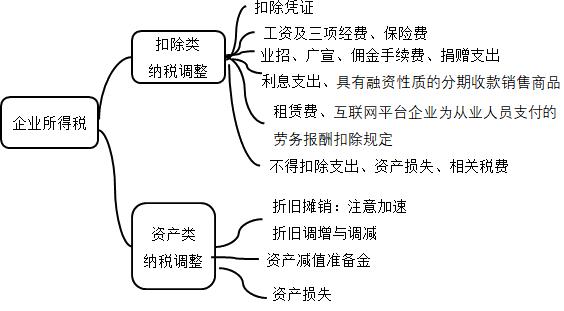 扣除凭证
工资及三项经费、保险费
扣除类
纳税调整
业招、广宣、佣金手续费、捐赠支出
利息支出、具有融资性质的分期收款销售商品
企业所得税
租赁费、互联网平台企业为从业人员支付的
劳务报酬扣除规定
不得扣除支出、资产损失、相关税费
资产类
纳税调整
折旧摊销：注意加速
折旧调增与调减
资产减值准备金
资产损失